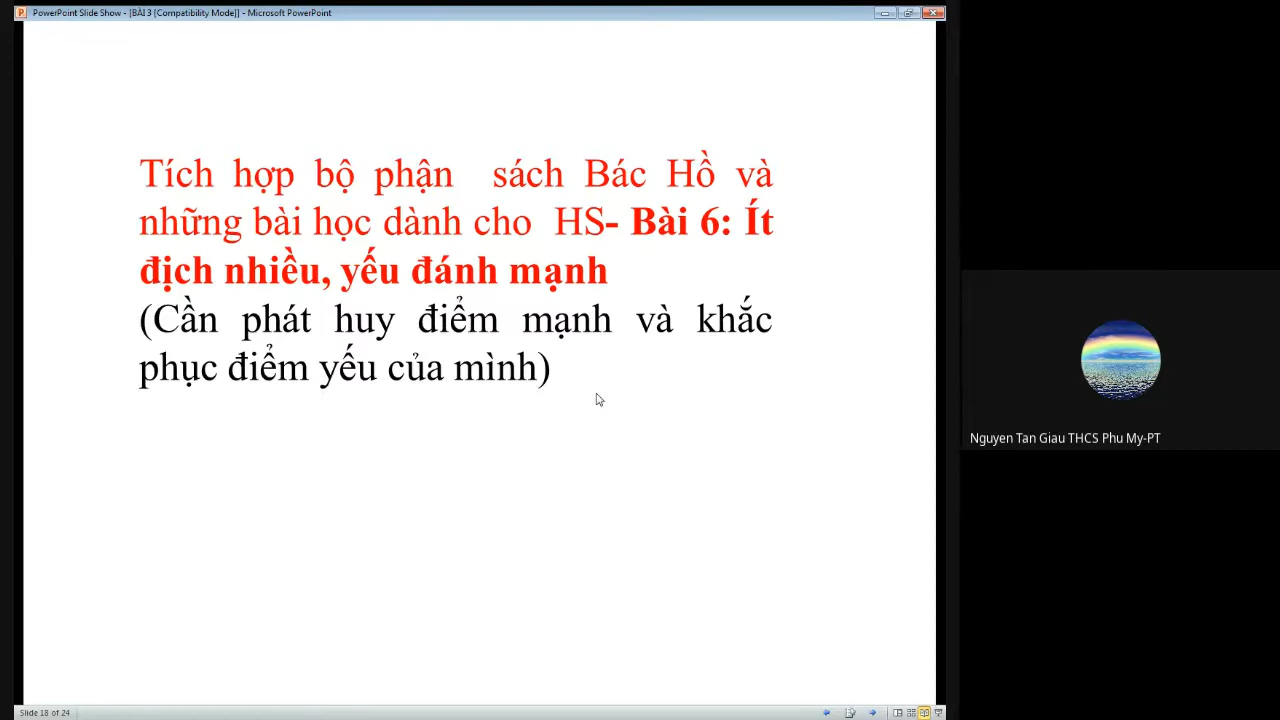 PowerPoint Slide Show - [BÀI 3 [Compatibility Mode]] - Microsoft PowerPoint
Tích hợp bộ phận sách Bác Hồ và
những bài học dành cho HS- Bài 6: Ít
địch nhiều, yếu đánh mạnh
(Cần phát huy điểm mạnh và khắc
phục điểm yếu của mình)
Nguyen Tan Giau THCS Phu My-PT
Slide 18 of 24